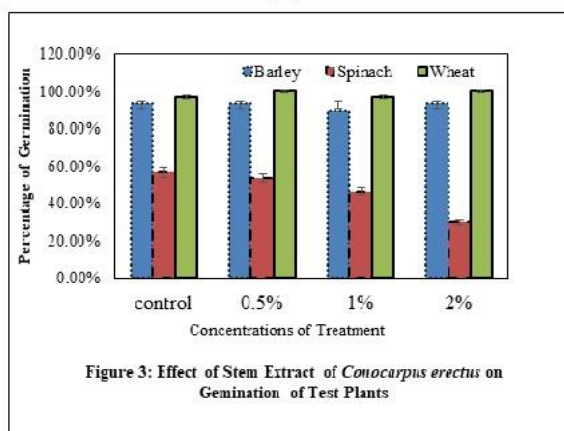 120.00%
Barley Spinach Wheat
100.00%
80.00%
60.00%
40.00%
20.00%
0.00%
Percentage of Germination
control 0.5% 1% 2%
Concentrations of Treatment
Figure 3: Effect of Stem Extract of Conocarpus erectus on
Gemination of Test Plants